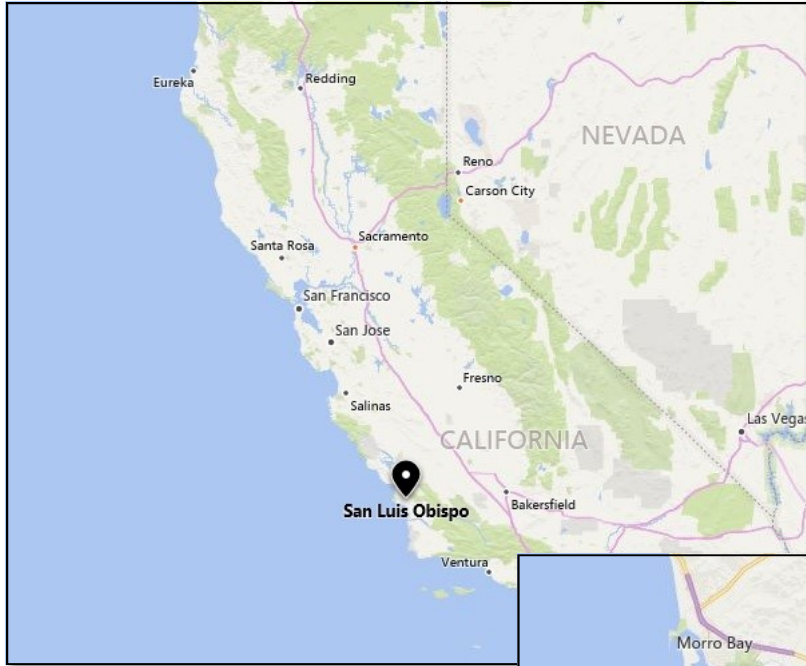 Eureka
Redding
NEVADA
Reno
Carson City
Sacramento
Santa Rosa
San Francisco
San Jose
Fresno
Salinas
Las Vegas
CALIFORNIA
San Luis Obispo
Bakersfield
Ventura
Morro Bay